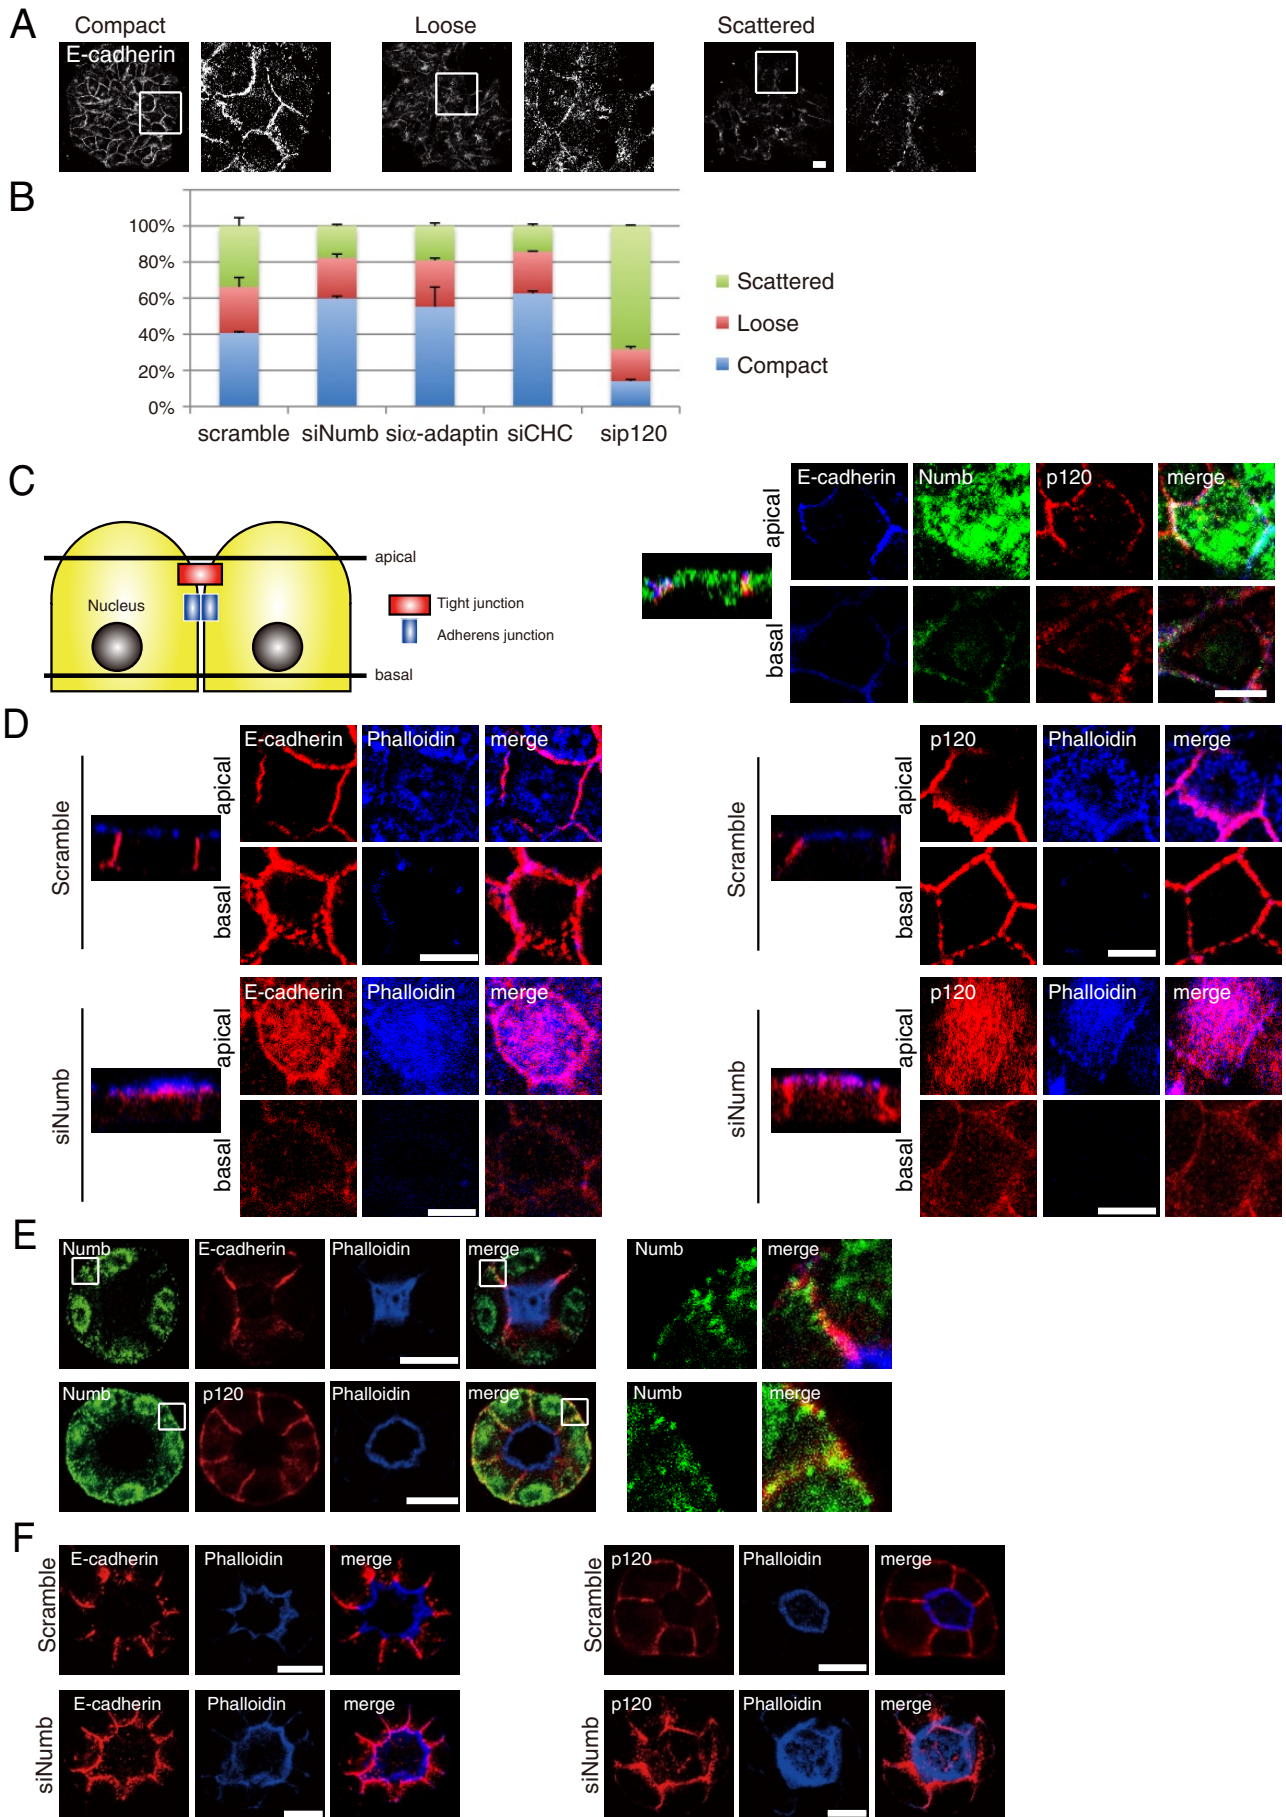 A
Compact
Loose
Scattered
E-cadherin
B
100%
80%
60%
40%
20%
0%
scramble
siNumb
siα-adaptin
siCHC
sip120
Scattered
Loose
Compact
C
apical
Nucleus
basal
Tight junction
Adherens junction
apical
basal
E-cadherin
Numb
p120
merge
D
Scramble
apical
basal
E-cadherin
Phalloidin
merge
Scramble
apical
basal
p120
Phalloidin
merge
siNumb
apical
basal
E-cadherin
Phalloidin
merge
siNumb
apical
basal
p120
Phalloidin
merge
E
Numb
E-cadherin
Phalloidin
merge
Numb
merge
Numb
p120
Phalloidin
merge
Numb
merge
F
Scramble
E-cadherin
Phalloidin
merge
Scramble
p120
Phalloidin
merge
siNumb
E-cadherin
Phalloidin
merge
siNumb
p120
Phalloidin
merge